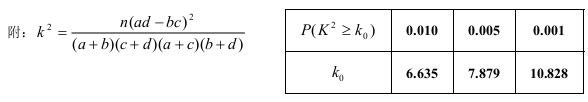 附：k² = n(ad − bc)² / (a + b)(c + d)(a + c)(b + d)
P(K² ≥ k₀) 0.010 0.005 0.001
k₀ 6.635 7.879 10.828